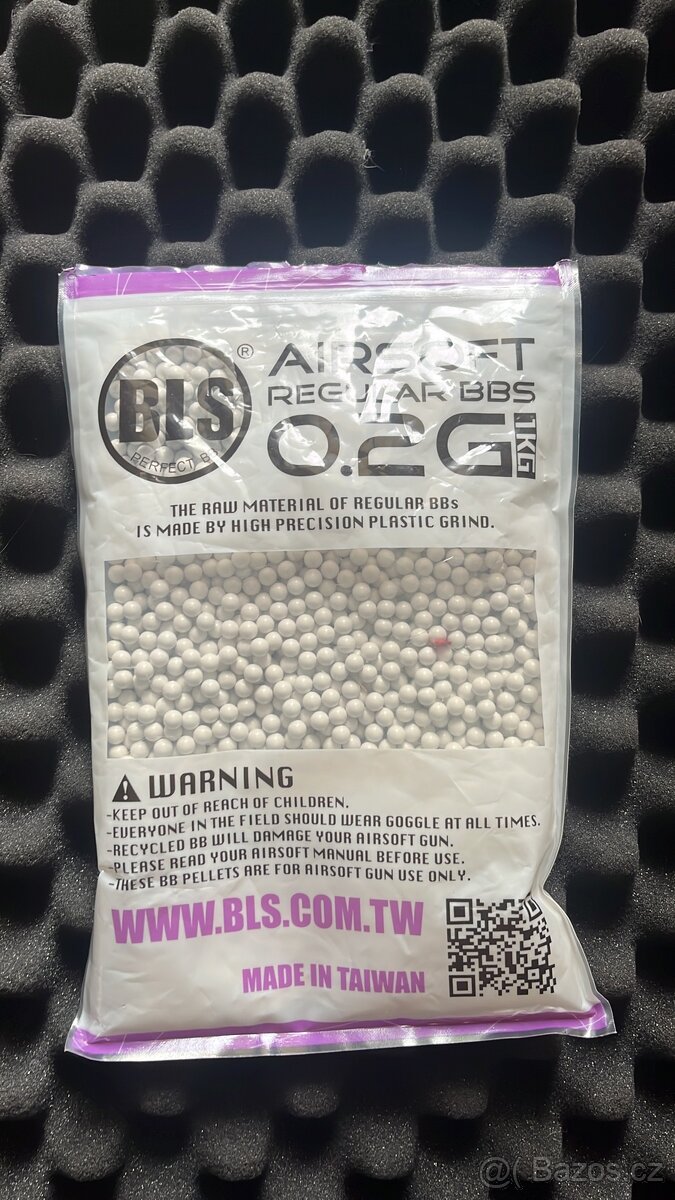 BLS
®
PERFECT BB
AIRSOFT
REGULAR BBS
0.2G
1KG
THE RAW MATERIAL OF REGULAR BBs
IS MADE BY HIGH PRECISION PLASTIC GRIND.
WARNING
-KEEP OUT OF REACH OF CHILDREN.
-EVERYONE IN THE FIELD SHOULD WEAR GOGGLE AT ALL TIMES.
-RECYCLED BB WILL DAMAGE YOUR AIRSOFT GUN.
-PLEASE READ YOUR AIRSOFT MANUAL BEFORE USE.
-THESE BB PELLETS ARE FOR AIRSOFT GUN USE ONLY.
WWW.BLS.COM.TW
MADE IN TAIWAN
@( Bazos.cz